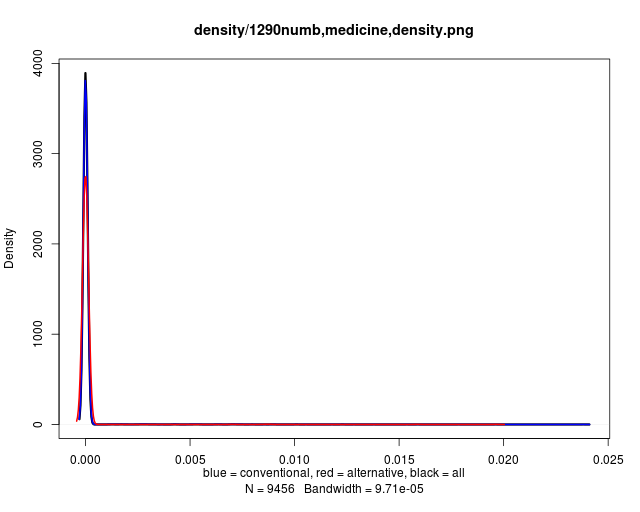 density/1290numb,medicine,density.png
Density
4000
3000
2000
1000
0
0.000 0.005 0.010 0.015 0.020 0.025
blue = conventional, red = alternative, black = all
N = 9456 Bandwidth = 9.71e-05